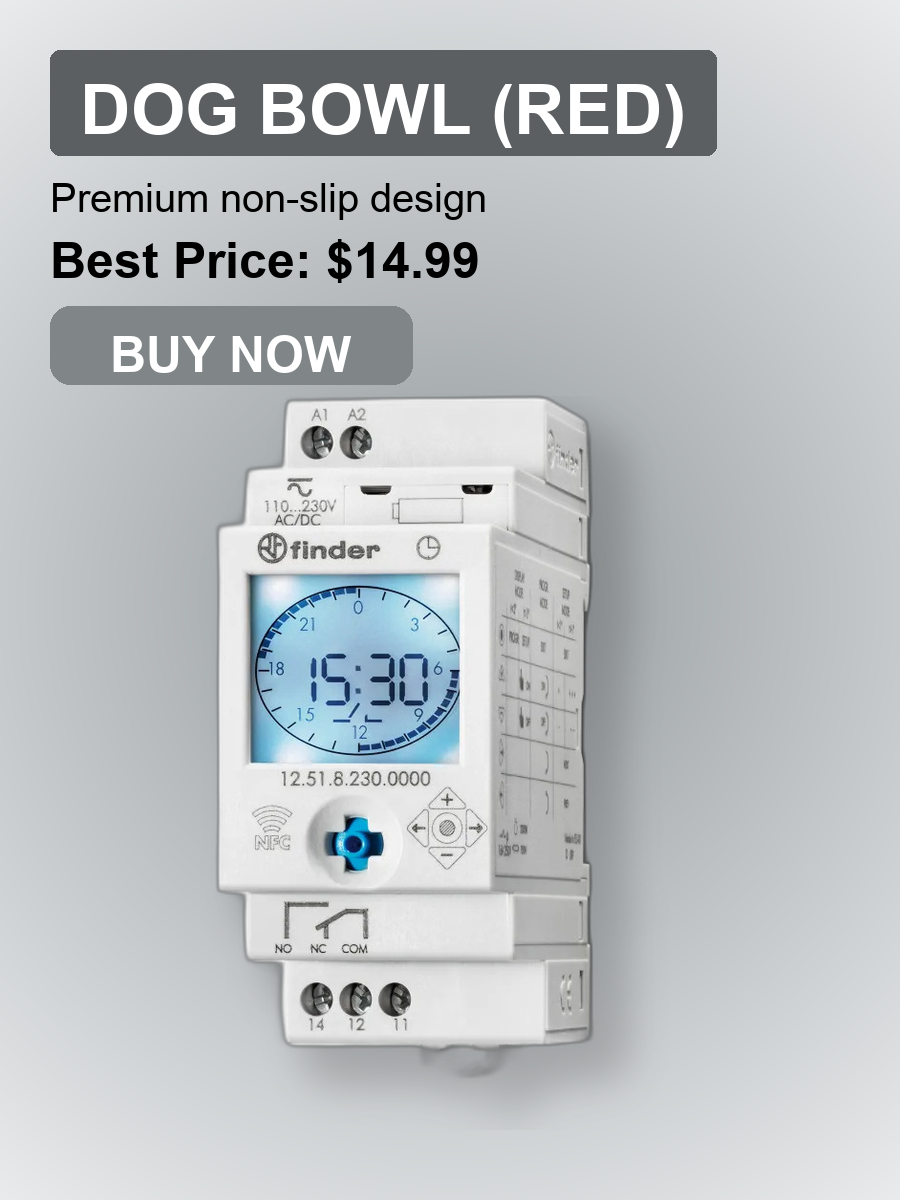 DOG BOWL (RED)
Premium non-slip design
Best Price: $14.99
BUY NOW
A1 A2
110...230V
AC/DC
finder
finder
0
21 3
18 15:30 6
15 9
12
12.51.8.230.0000
NFC
+
−
NO NC COM
14 12 11
CE